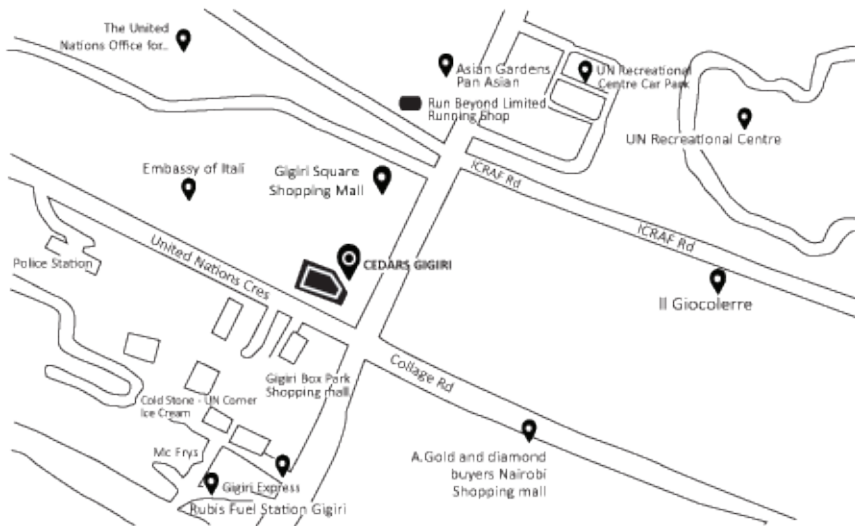 The United
Nations Office for..
Asian Gardens
Pan Asian
UN Recreational
Centre Car Park
Run Beyond Limited
Running Shop
UN Recreational Centre
Embassy of Itali
Gigiri Square
Shopping Mall
ICRAF Rd
ICRAF Rd
Police Station
United Nations Cres
CEDARS GIGIRI
Il Giocolerre
Gigiri Box Park
Shopping mall
Collage Rd
Cold Stone - UN Corner
Ice Cream
Mc Frys
A.Gold and diamond
buyers Nairobi
Shopping mall
Gigiri Express
Rubis Fuel Station Gigiri